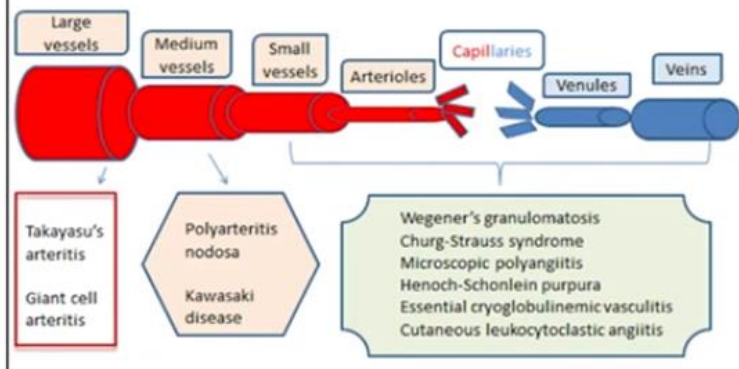 Large
vessels
Medium
vessels
Small
vessels
Arterioles
Capillaries
Venules
Veins
Takayasu's
arteritis
Giant cell
arteritis
Polyarteritis
nodosa
Kawasaki
disease
Wegener's granulomatosis
Churg-Strauss syndrome
Microscopic polyangiitis
Henoch-Schonlein purpura
Essential cryoglobulinemic vasculitis
Cutaneous leukocytoclastic angiitis